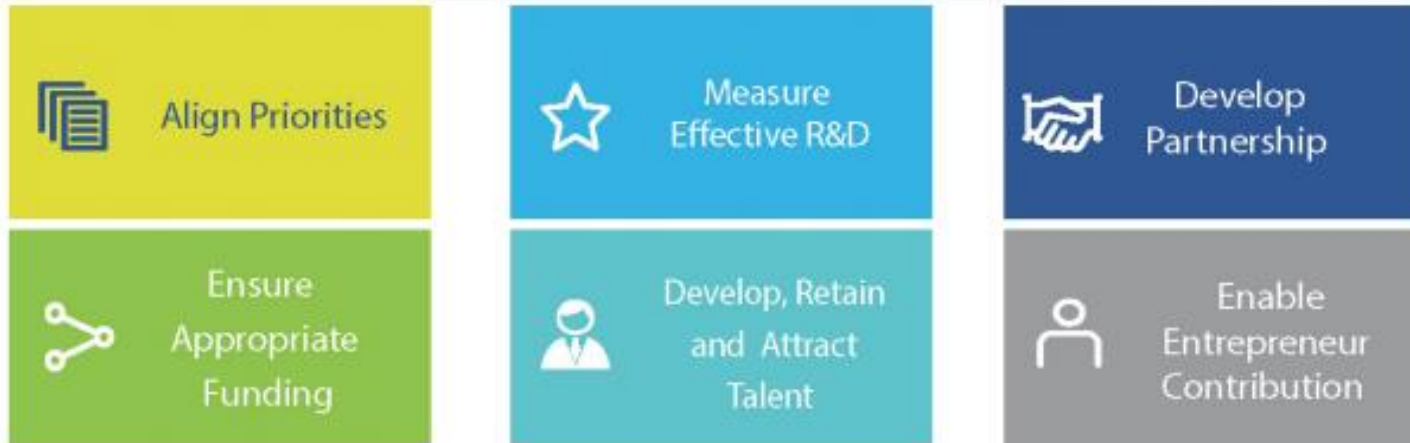 Align Priorities
Measure
Effective R&D
Develop
Partnership
Ensure
Appropriate
Funding
Develop, Retain
and Attract
Talent
Enable
Entrepreneur
Contribution